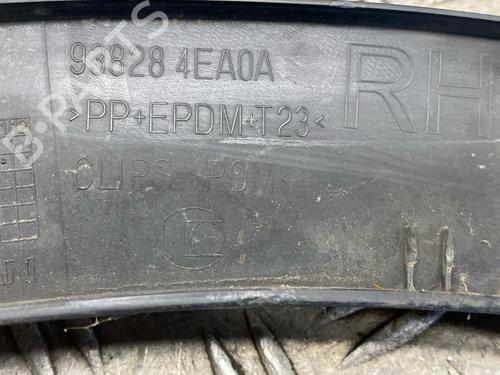 93828 4EA0A
>PP+EPDM+T23<
RH
CLIPS >POM<
B-PARTS